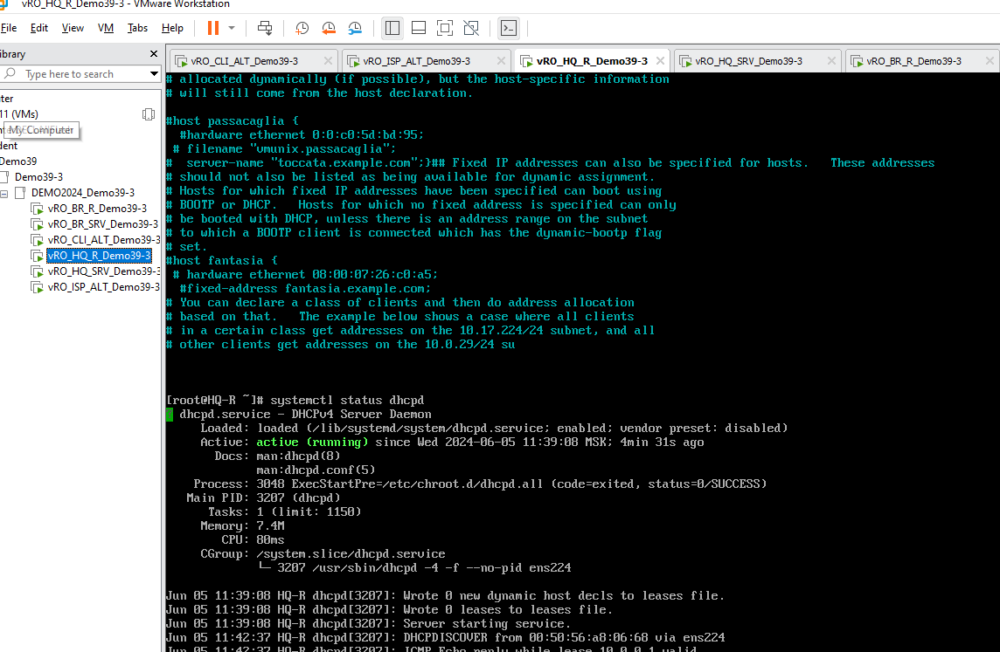 vRO_HQ_R_Demo39-3 - VMware Workstation
File Edit View VM Tabs Help
ibrary
Type here to search
ter
11 (VMs)
My Computer
dent
Demo39
Demo39-3
DEMO2024_Demo39-3
vRO_BR_R_Demo39-3
vRO_BR_SRV_Demo39-3
vRO_CLI_ALT_Demo39-3
vRO_HQ_R_Demo39-3
vRO_HQ_SRV_Demo39-3
vRO_ISP_ALT_Demo39-3
vRO_CLI_ALT_Demo39-3 vRO_ISP_ALT_Demo39-3 vRO_HQ_R_Demo39-3 vRO_HQ_SRV_Demo39-3 vRO_BR_R_Demo39-3
# allocated dynamically (if possible), but the host-specific information
# will still come from the host declaration.
#host passacaglia {
#hardware ethernet 0:0:c0:5d:bd:95;
# filename "vmunix.passacaglia";
# server-name "toccata.example.com";}## Fixed IP addresses can also be specified for hosts. These addresses
# should not also be listed as being available for dynamic assignment.
# Hosts for which fixed IP addresses have been specified can boot using
# BOOTP or DHCP. Hosts for which no fixed address is specified can only
# be booted with DHCP, unless there is an address range on the subnet
# to which a BOOTP client is connected which has the dynamic-bootp flag
# set.
#host fantasia {
# hardware ethernet 08:00:07:26:c0:a5;
#fixed-address fantasia.example.com;
# You can declare a class of clients and then do address allocation
# based on that. The example below shows a case where all clients
# in a certain class get addresses on the 10.17.224/24 subnet, and all
# other clients get addresses on the 10.0.29/24 su
[root@HQ-R ~]# systemctl status dhcpd
dhcpd.service - DHCPv4 Server Daemon
Loaded: loaded (/lib/systemd/system/dhcpd.service; enabled; vendor preset: disabled)
Active: active (running) since Wed 2024-06-05 11:39:08 MSK; 4min 31s ago
Docs: man:dhcpd(8)
man:dhcpd.conf(5)
Process: 3048 ExecStartPre=/etc/chroot.d/dhcpd.all (code=exited, status=0/SUCCESS)
Main PID: 3207 (dhcpd)
Tasks: 1 (limit: 1150)
Memory: 7.4M
CPU: 80ms
CGroup: /system.slice/dhcpd.service
└─ 3207 /usr/sbin/dhcpd -4 -f --no-pid ens224
Jun 05 11:39:08 HQ-R dhcpd[3207]: Wrote 0 new dynamic host decls to leases file.
Jun 05 11:39:08 HQ-R dhcpd[3207]: Wrote 0 leases to leases file.
Jun 05 11:39:08 HQ-R dhcpd[3207]: Server starting service.
Jun 05 11:42:37 HQ-R dhcpd[3207]: DHCPDISCOVER from 00:50:56:a8:06:68 via ens224
Jun 05 11:42:37 HQ-R dhcpd[3207]: ICMP Echo reply while lease 10.0.0.1 valid.